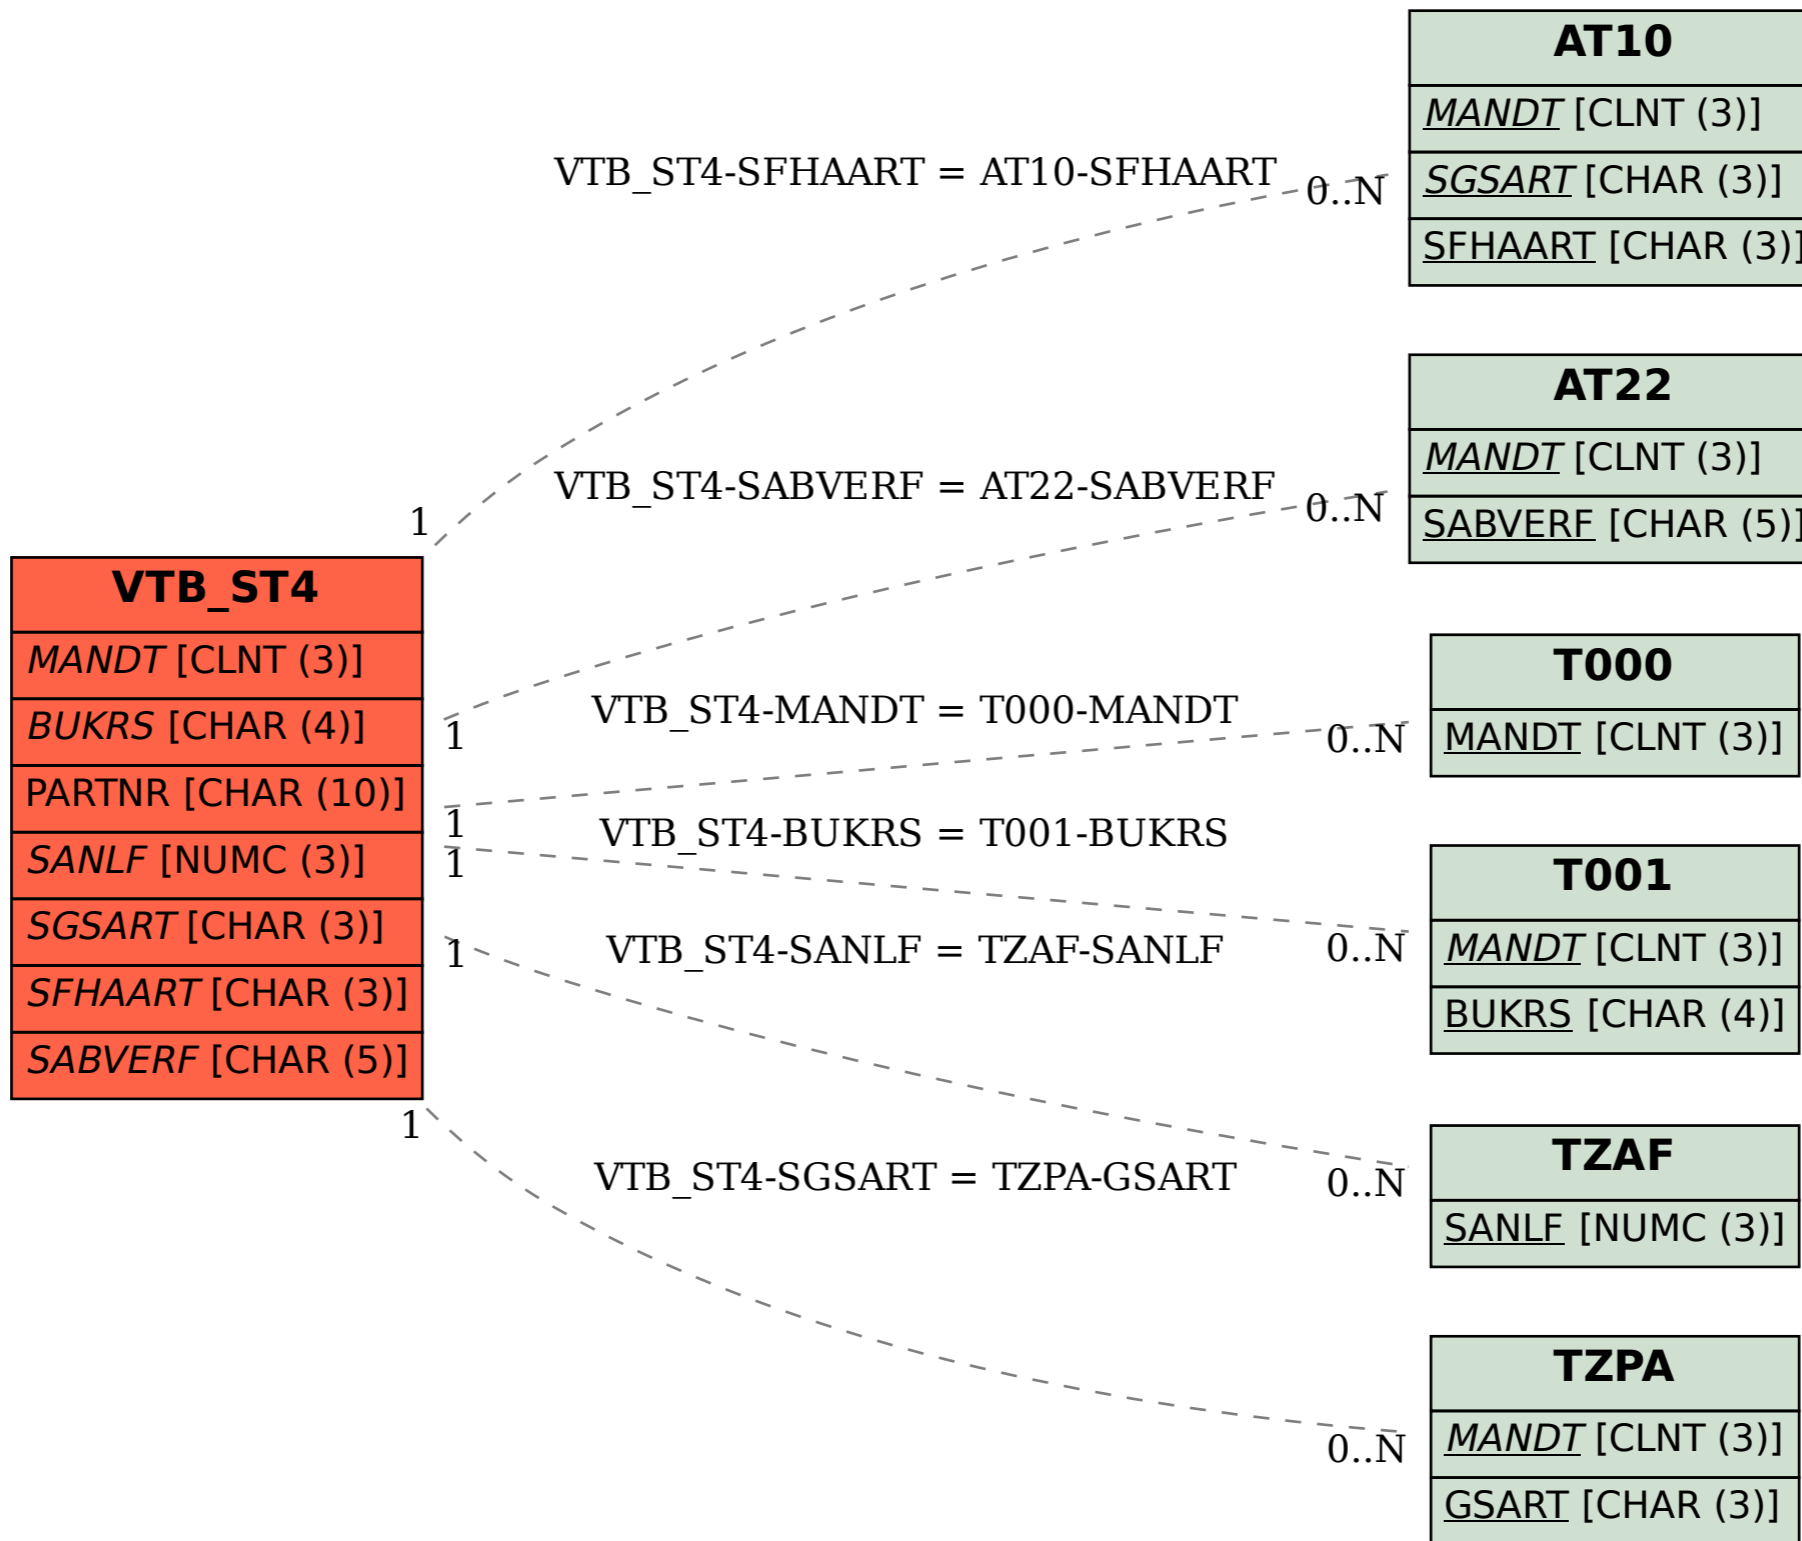 AT10
MANDT [CLNT (3)]
SGSART [CHAR (3)]
SFHAART [CHAR (3)]
VTB_ST4-SFHAART = AT10-SFHAART
0..N
1
AT22
MANDT [CLNT (3)]
SABVERF [CHAR (5)]
VTB_ST4-SABVERF = AT22-SABVERF
0..N
1
VTB_ST4
MANDT [CLNT (3)]
BUKRS [CHAR (4)]
PARTNR [CHAR (10)]
SANLF [NUMC (3)]
SGSART [CHAR (3)]
SFHAART [CHAR (3)]
SABVERF [CHAR (5)]
T000
MANDT [CLNT (3)]
VTB_ST4-MANDT = T000-MANDT
0..N
1
T001
MANDT [CLNT (3)]
BUKRS [CHAR (4)]
VTB_ST4-BUKRS = T001-BUKRS
0..N
1
TZAF
SANLF [NUMC (3)]
VTB_ST4-SANLF = TZAF-SANLF
0..N
1
TZPA
MANDT [CLNT (3)]
GSART [CHAR (3)]
VTB_ST4-SGSART = TZPA-GSART
0..N
1